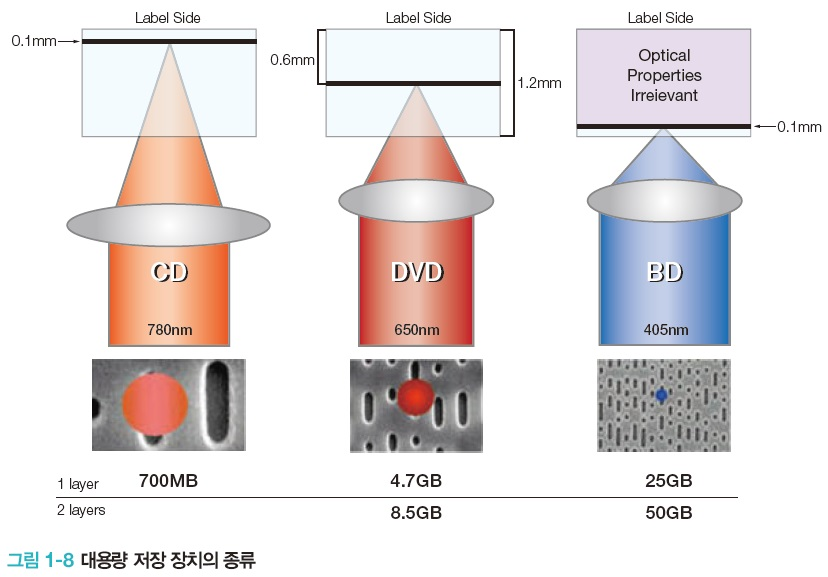 Label Side
Label Side
Label Side
0.1mm
0.6mm
1.2mm
Optical
Properties
Irreievant
0.1mm
CD
DVD
BD
780nm
650nm
405nm
1 layer 700MB 4.7GB 25GB
2 layers 8.5GB 50GB
그림 1-8 대용량 저장 장치의 종류